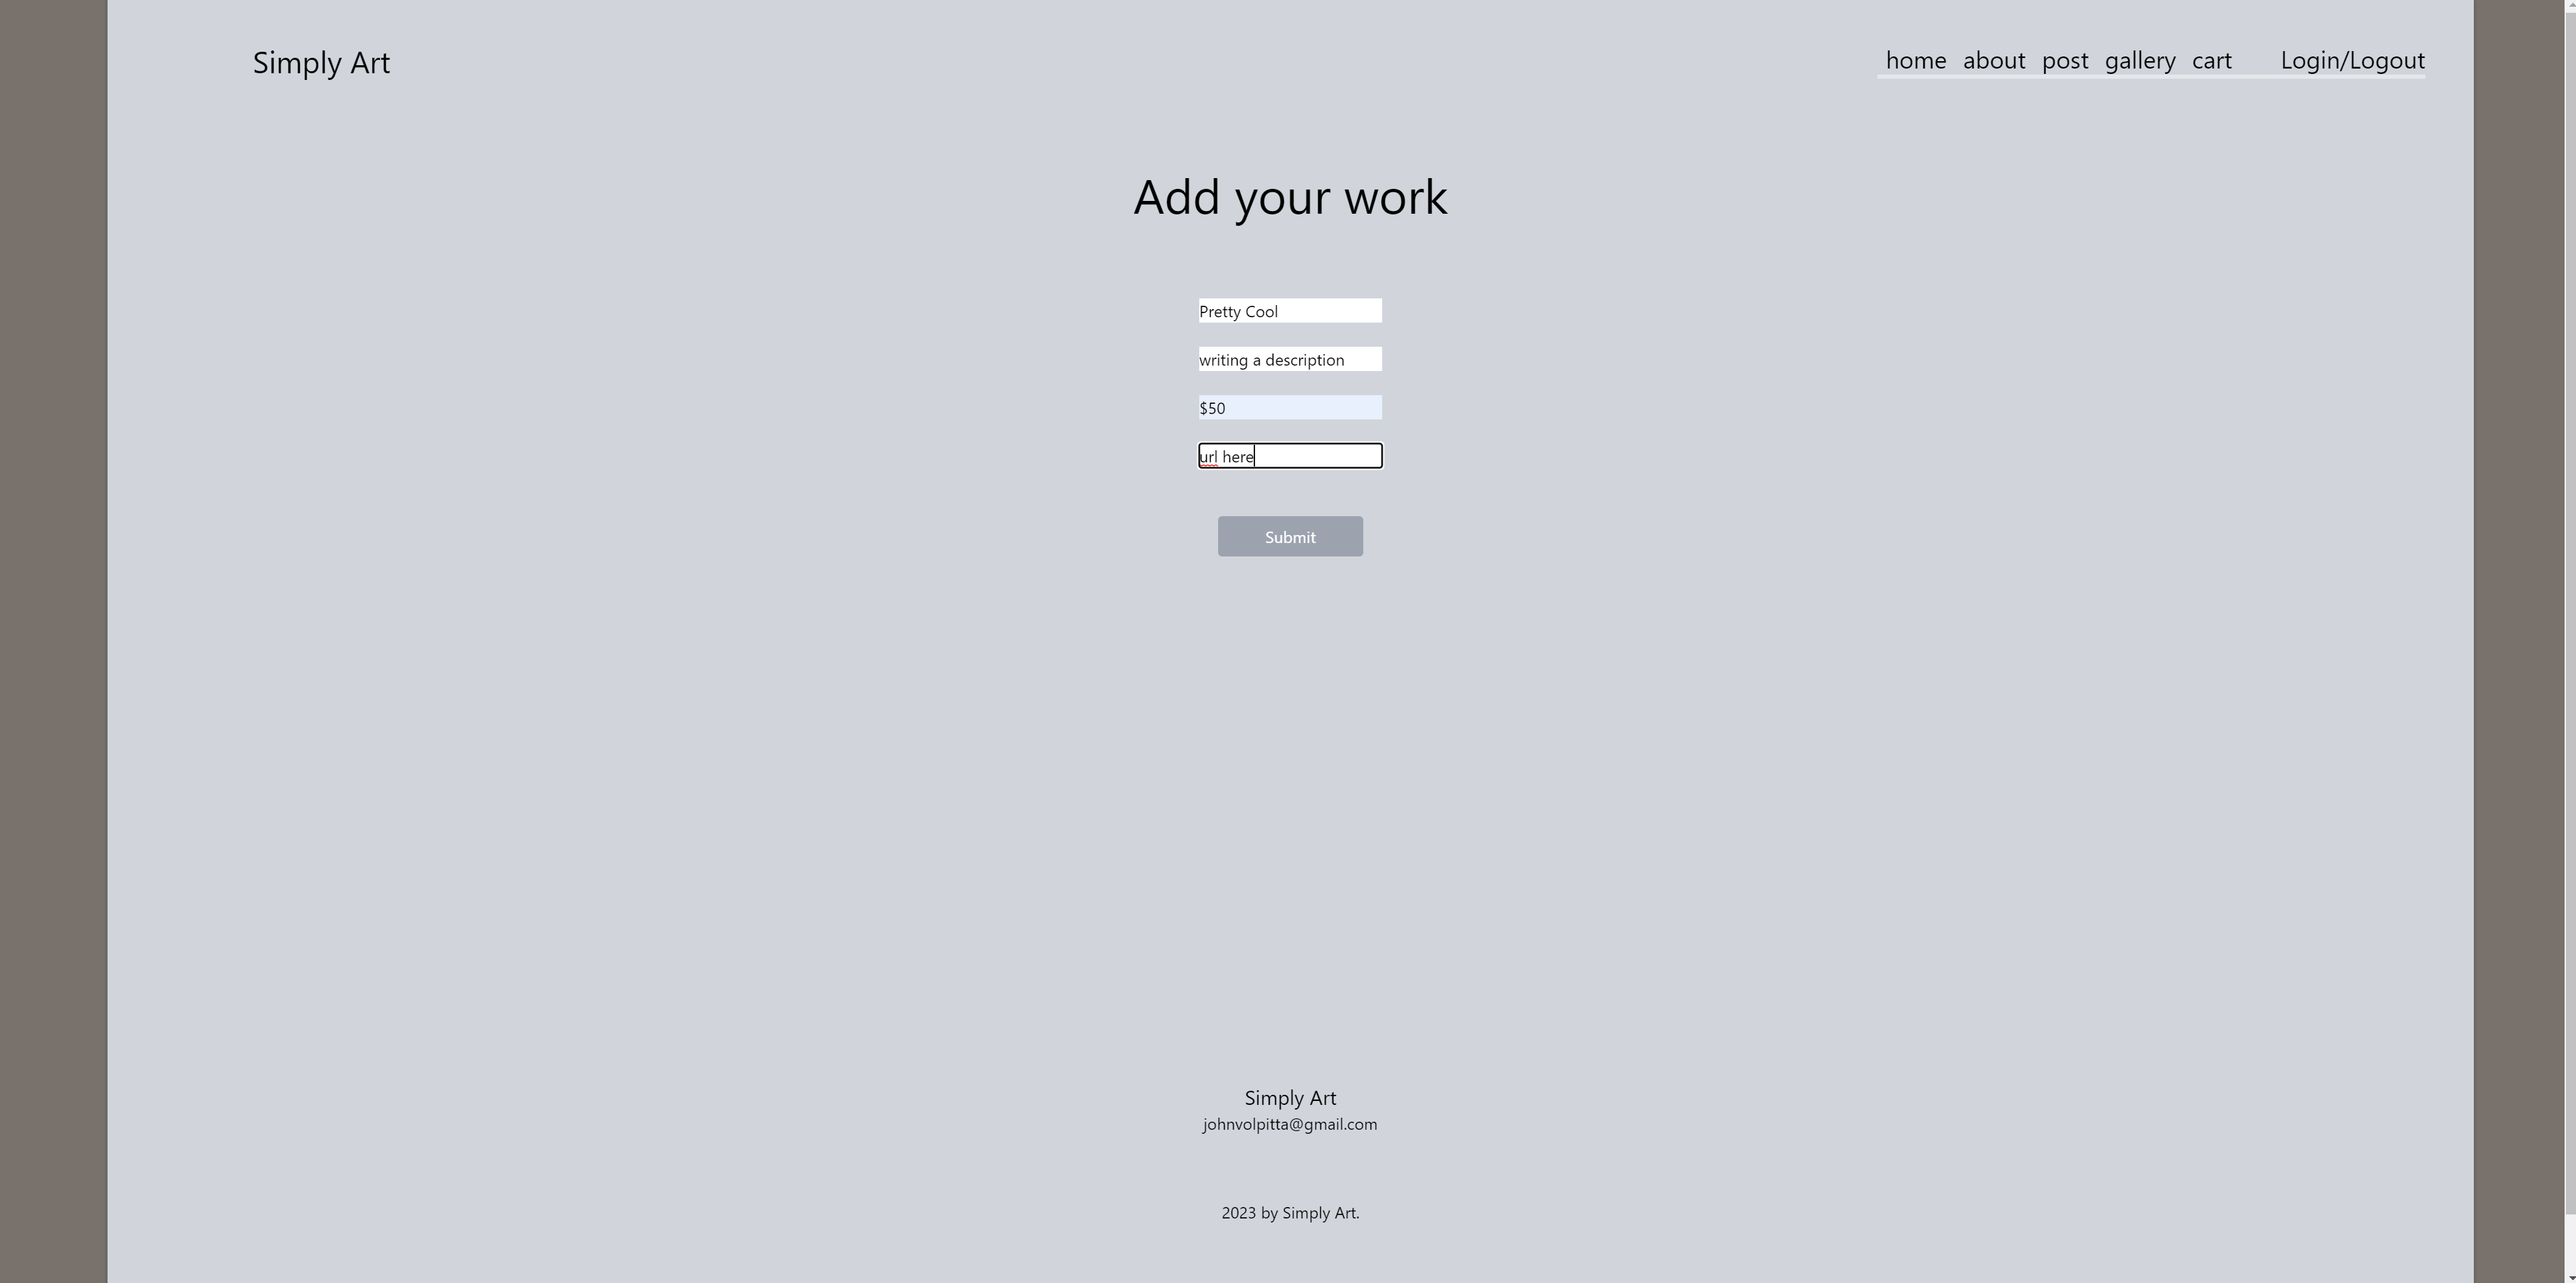 Simply Art
home about post gallery cart Login/Logout
Add your work
Pretty Cool
writing a description
$50
url here
Submit
Simply Art
johnvolpitta@gmail.com
2023 by Simply Art.